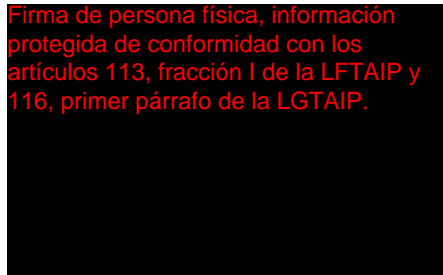 Firma de persona física, información
protegida de conformidad con los
artículos 113, fracción I de la LFTAIP y
116, primer párrafo de la LGTAIP.